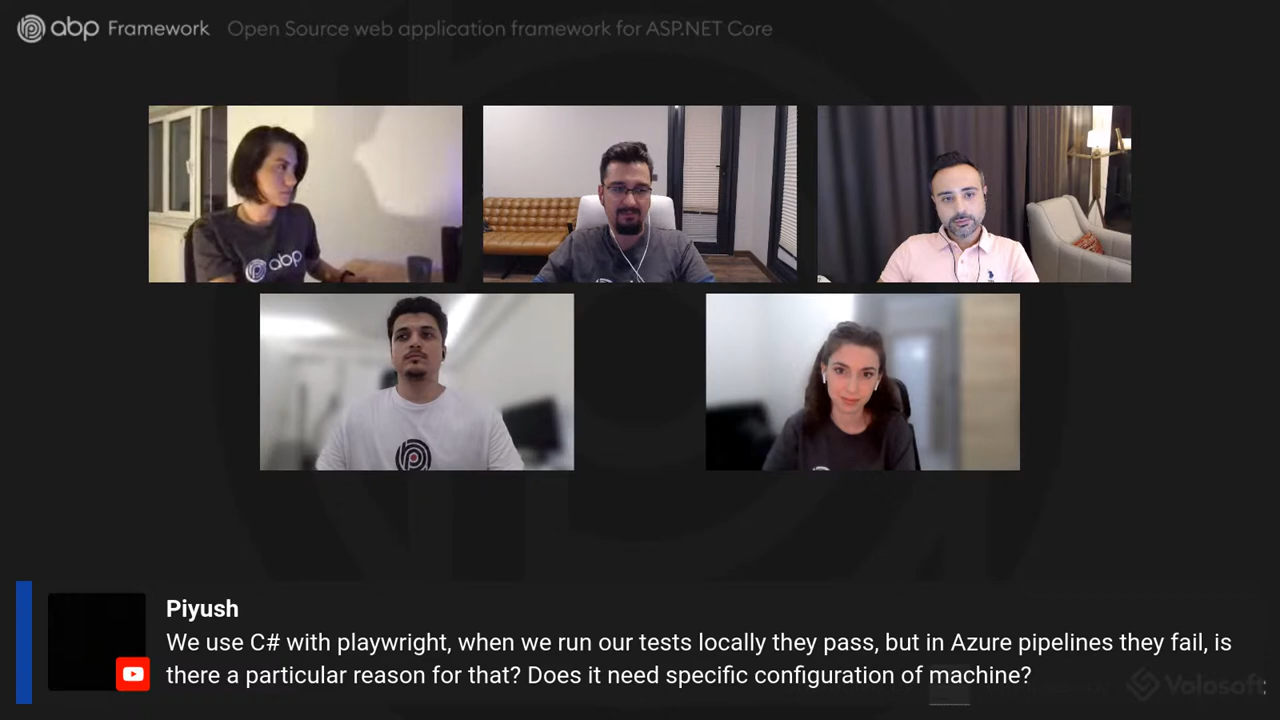 abp Framework Open Source web application framework for ASP.NET Core
abp
Piyush
We use C# with playwright, when we run our tests locally they pass, but in Azure pipelines they fail, is
there a particular reason for that? Does it need specific configuration of machine?
Volosoft